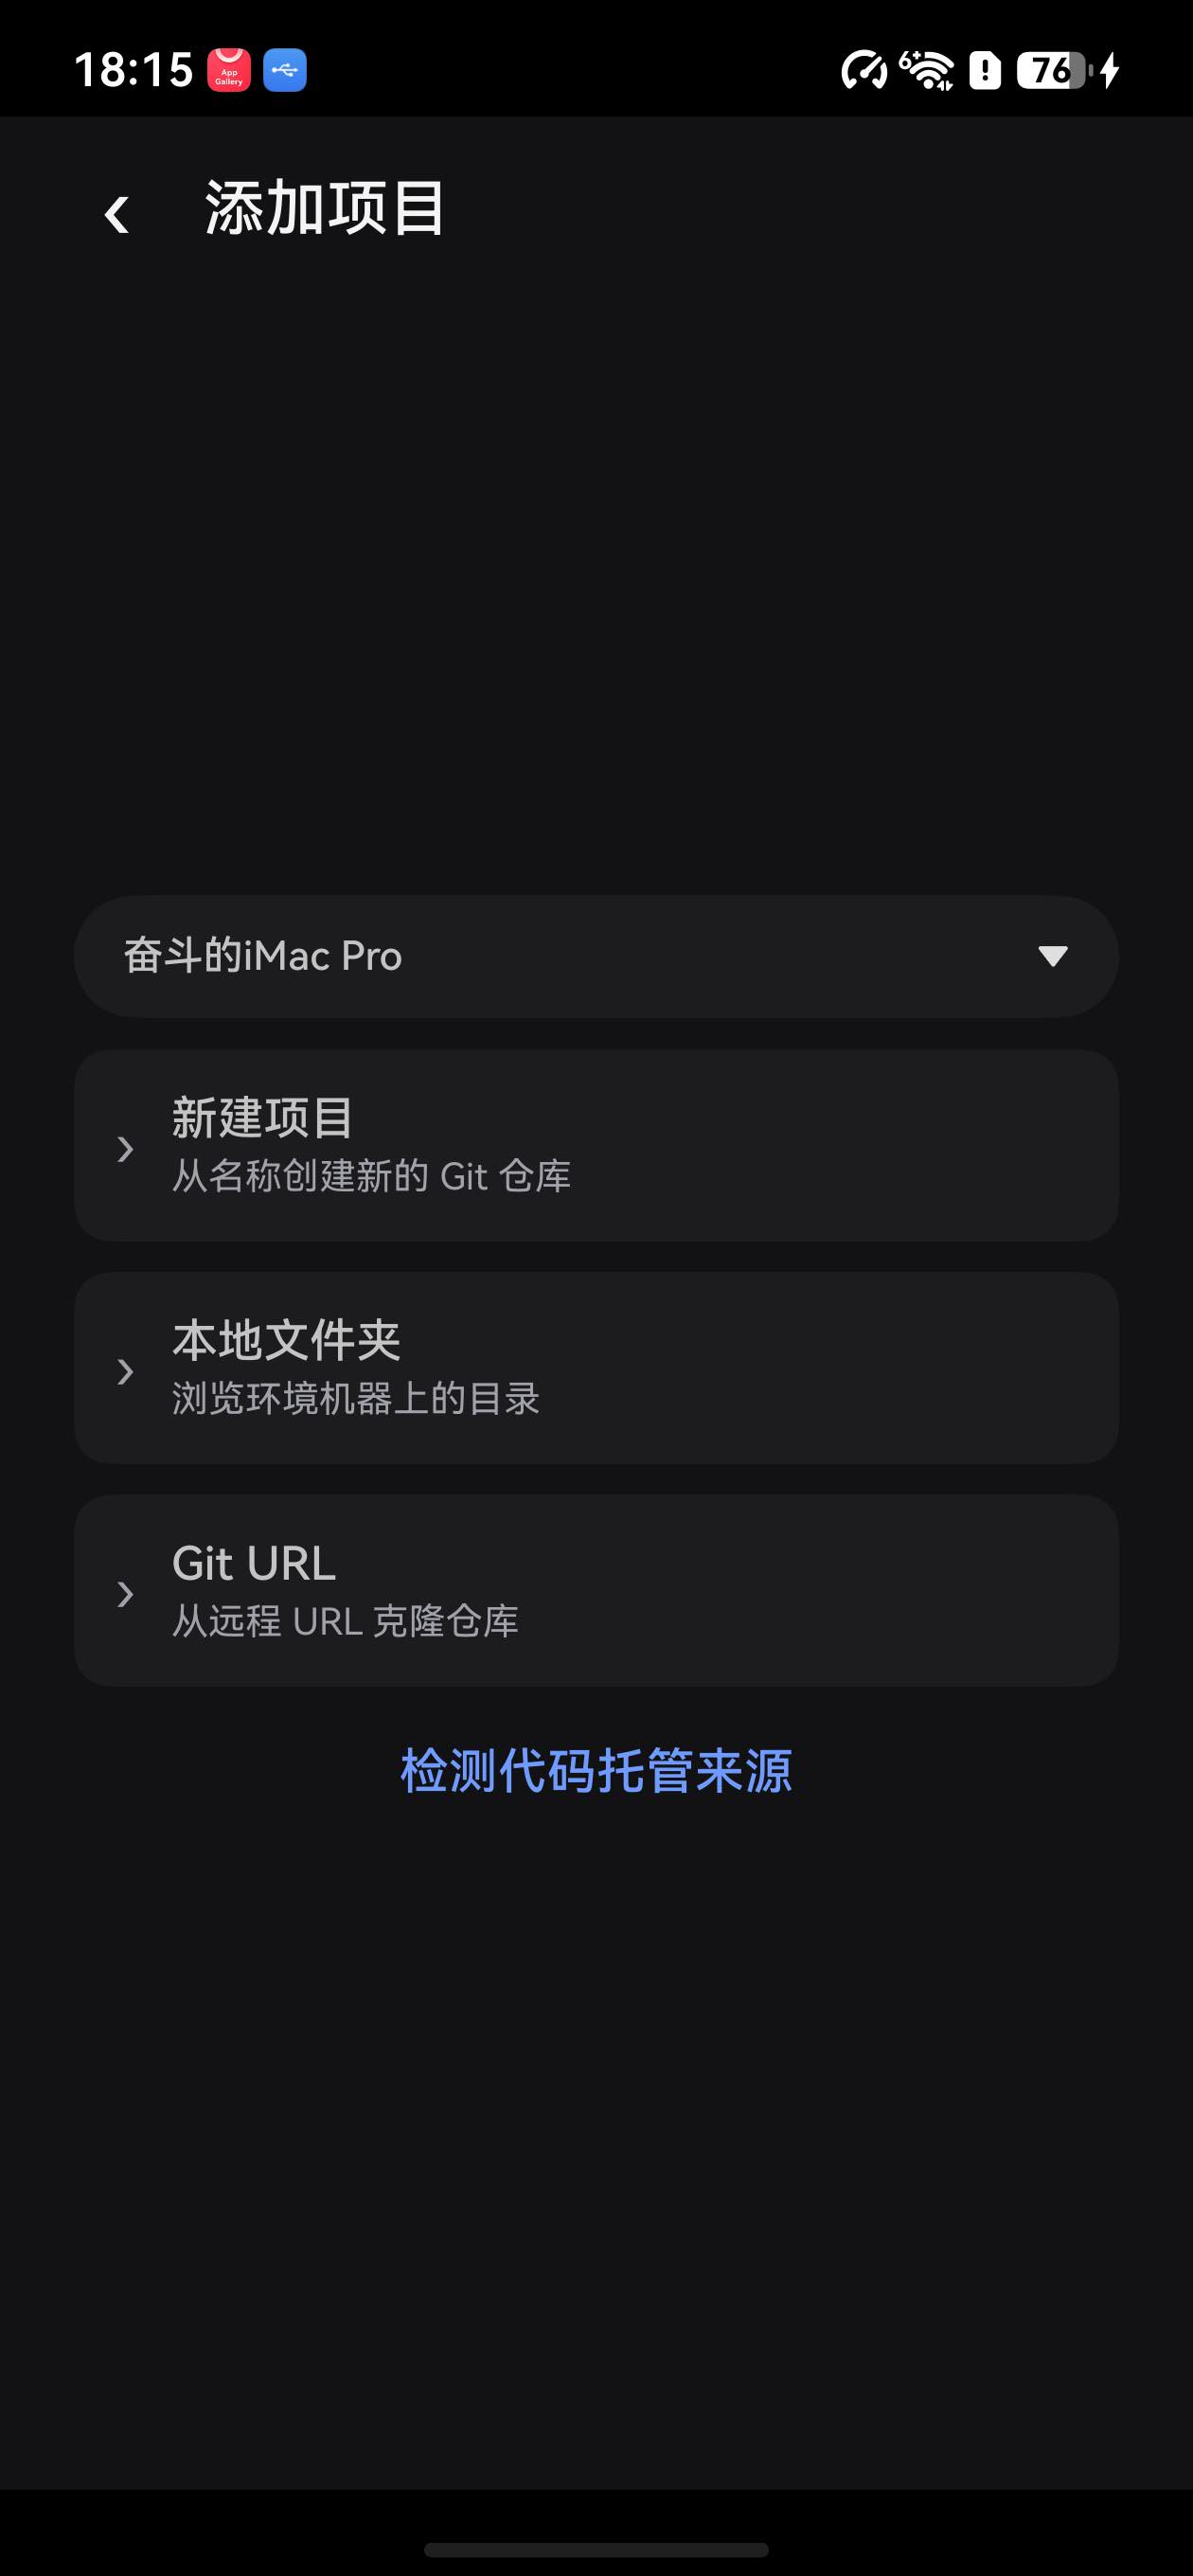 18:15
App
Gallery
6+
76
添加项目
奋斗的iMac Pro
新建项目
从名称创建新的 Git 仓库
本地文件夹
浏览环境机器上的目录
Git URL
从远程 URL 克隆仓库
检测代码托管来源